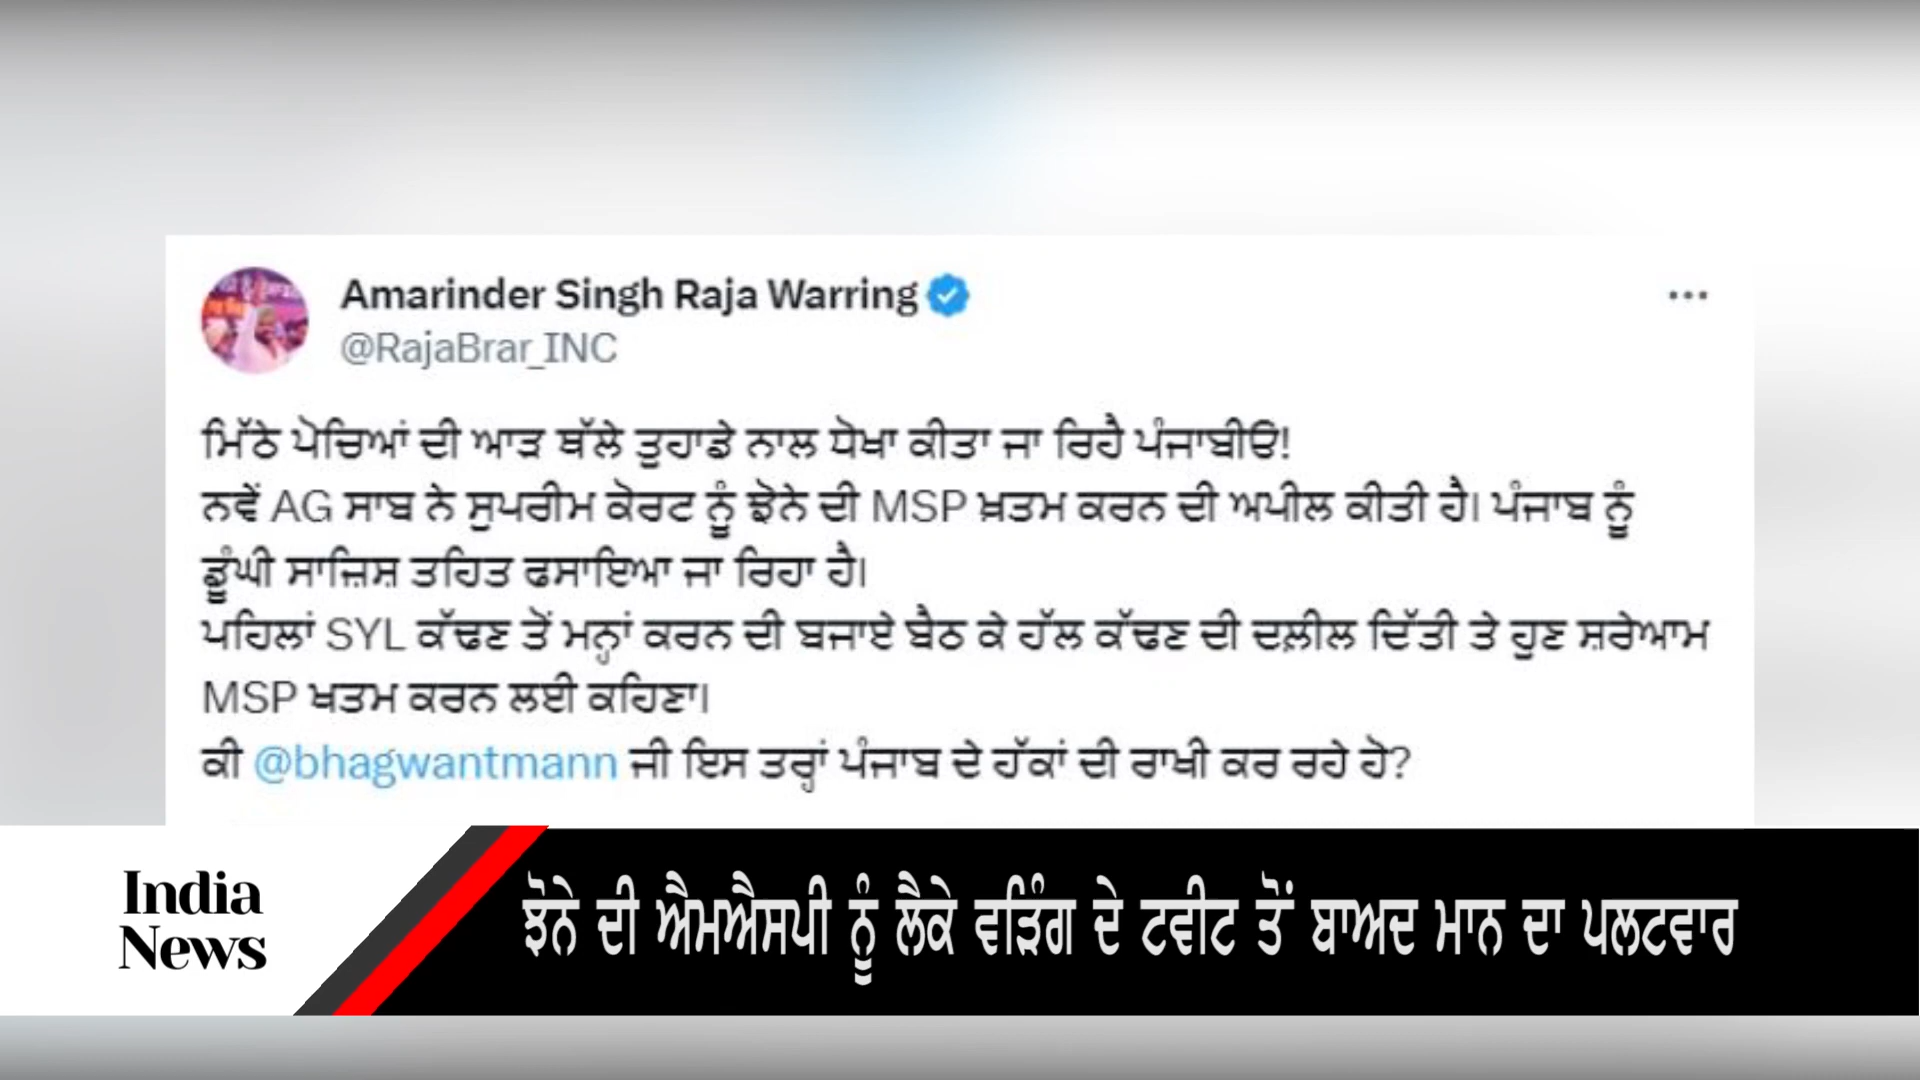 Amarinder Singh Raja Warring
@RajaBrar_INC
ਮਿੱਠੇ ਪੋਚਿਆਂ ਦੀ ਆੜ ਥੱਲੇ ਤੁਹਾਡੇ ਨਾਲ ਧੋਖਾ ਕੀਤਾ ਜਾ ਰਿਹੈ ਪੰਜਾਬੀਓ!
ਨਵੇਂ AG ਸਾਬ ਨੇ ਸੁਪਰੀਮ ਕੋਰਟ ਨੂੰ ਝੋਨੇ ਦੀ MSP ਖ਼ਤਮ ਕਰਨ ਦੀ ਅਪੀਲ ਕੀਤੀ ਹੈ। ਪੰਜਾਬ ਨੂੰ
ਡੂੰਘੀ ਸਾਜ਼ਿਸ਼ ਤਹਿਤ ਫਸਾਇਆ ਜਾ ਰਿਹਾ ਹੈ।
ਪਹਿਲਾਂ SYL ਕੱਢਣ ਤੋਂ ਮਨ੍ਹਾਂ ਕਰਨ ਦੀ ਬਜਾਏ ਬੈਠ ਕੇ ਹੱਲ ਕੱਢਣ ਦੀ ਦਲੀਲ ਦਿੱਤੀ ਤੇ ਹੁਣ ਸ਼ਰੇਆਮ
MSP ਖਤਮ ਕਰਨ ਲਈ ਕਹਿਣਾ।
ਕੀ @bhagwantmann ਜੀ ਇਸ ਤਰ੍ਹਾਂ ਪੰਜਾਬ ਦੇ ਹੱਕਾਂ ਦੀ ਰਾਖੀ ਕਰ ਰਹੇ ਹੋ?
India
News
ਝੋਨੇ ਦੀ ਐਮਐਸਪੀ ਨੂੰ ਲੈਕੇ ਵੜਿੰਗ ਦੇ ਟਵੀਟ ਤੋਂ ਬਾਅਦ ਮਾਨ ਦਾ ਪਲਟਵਾਰ